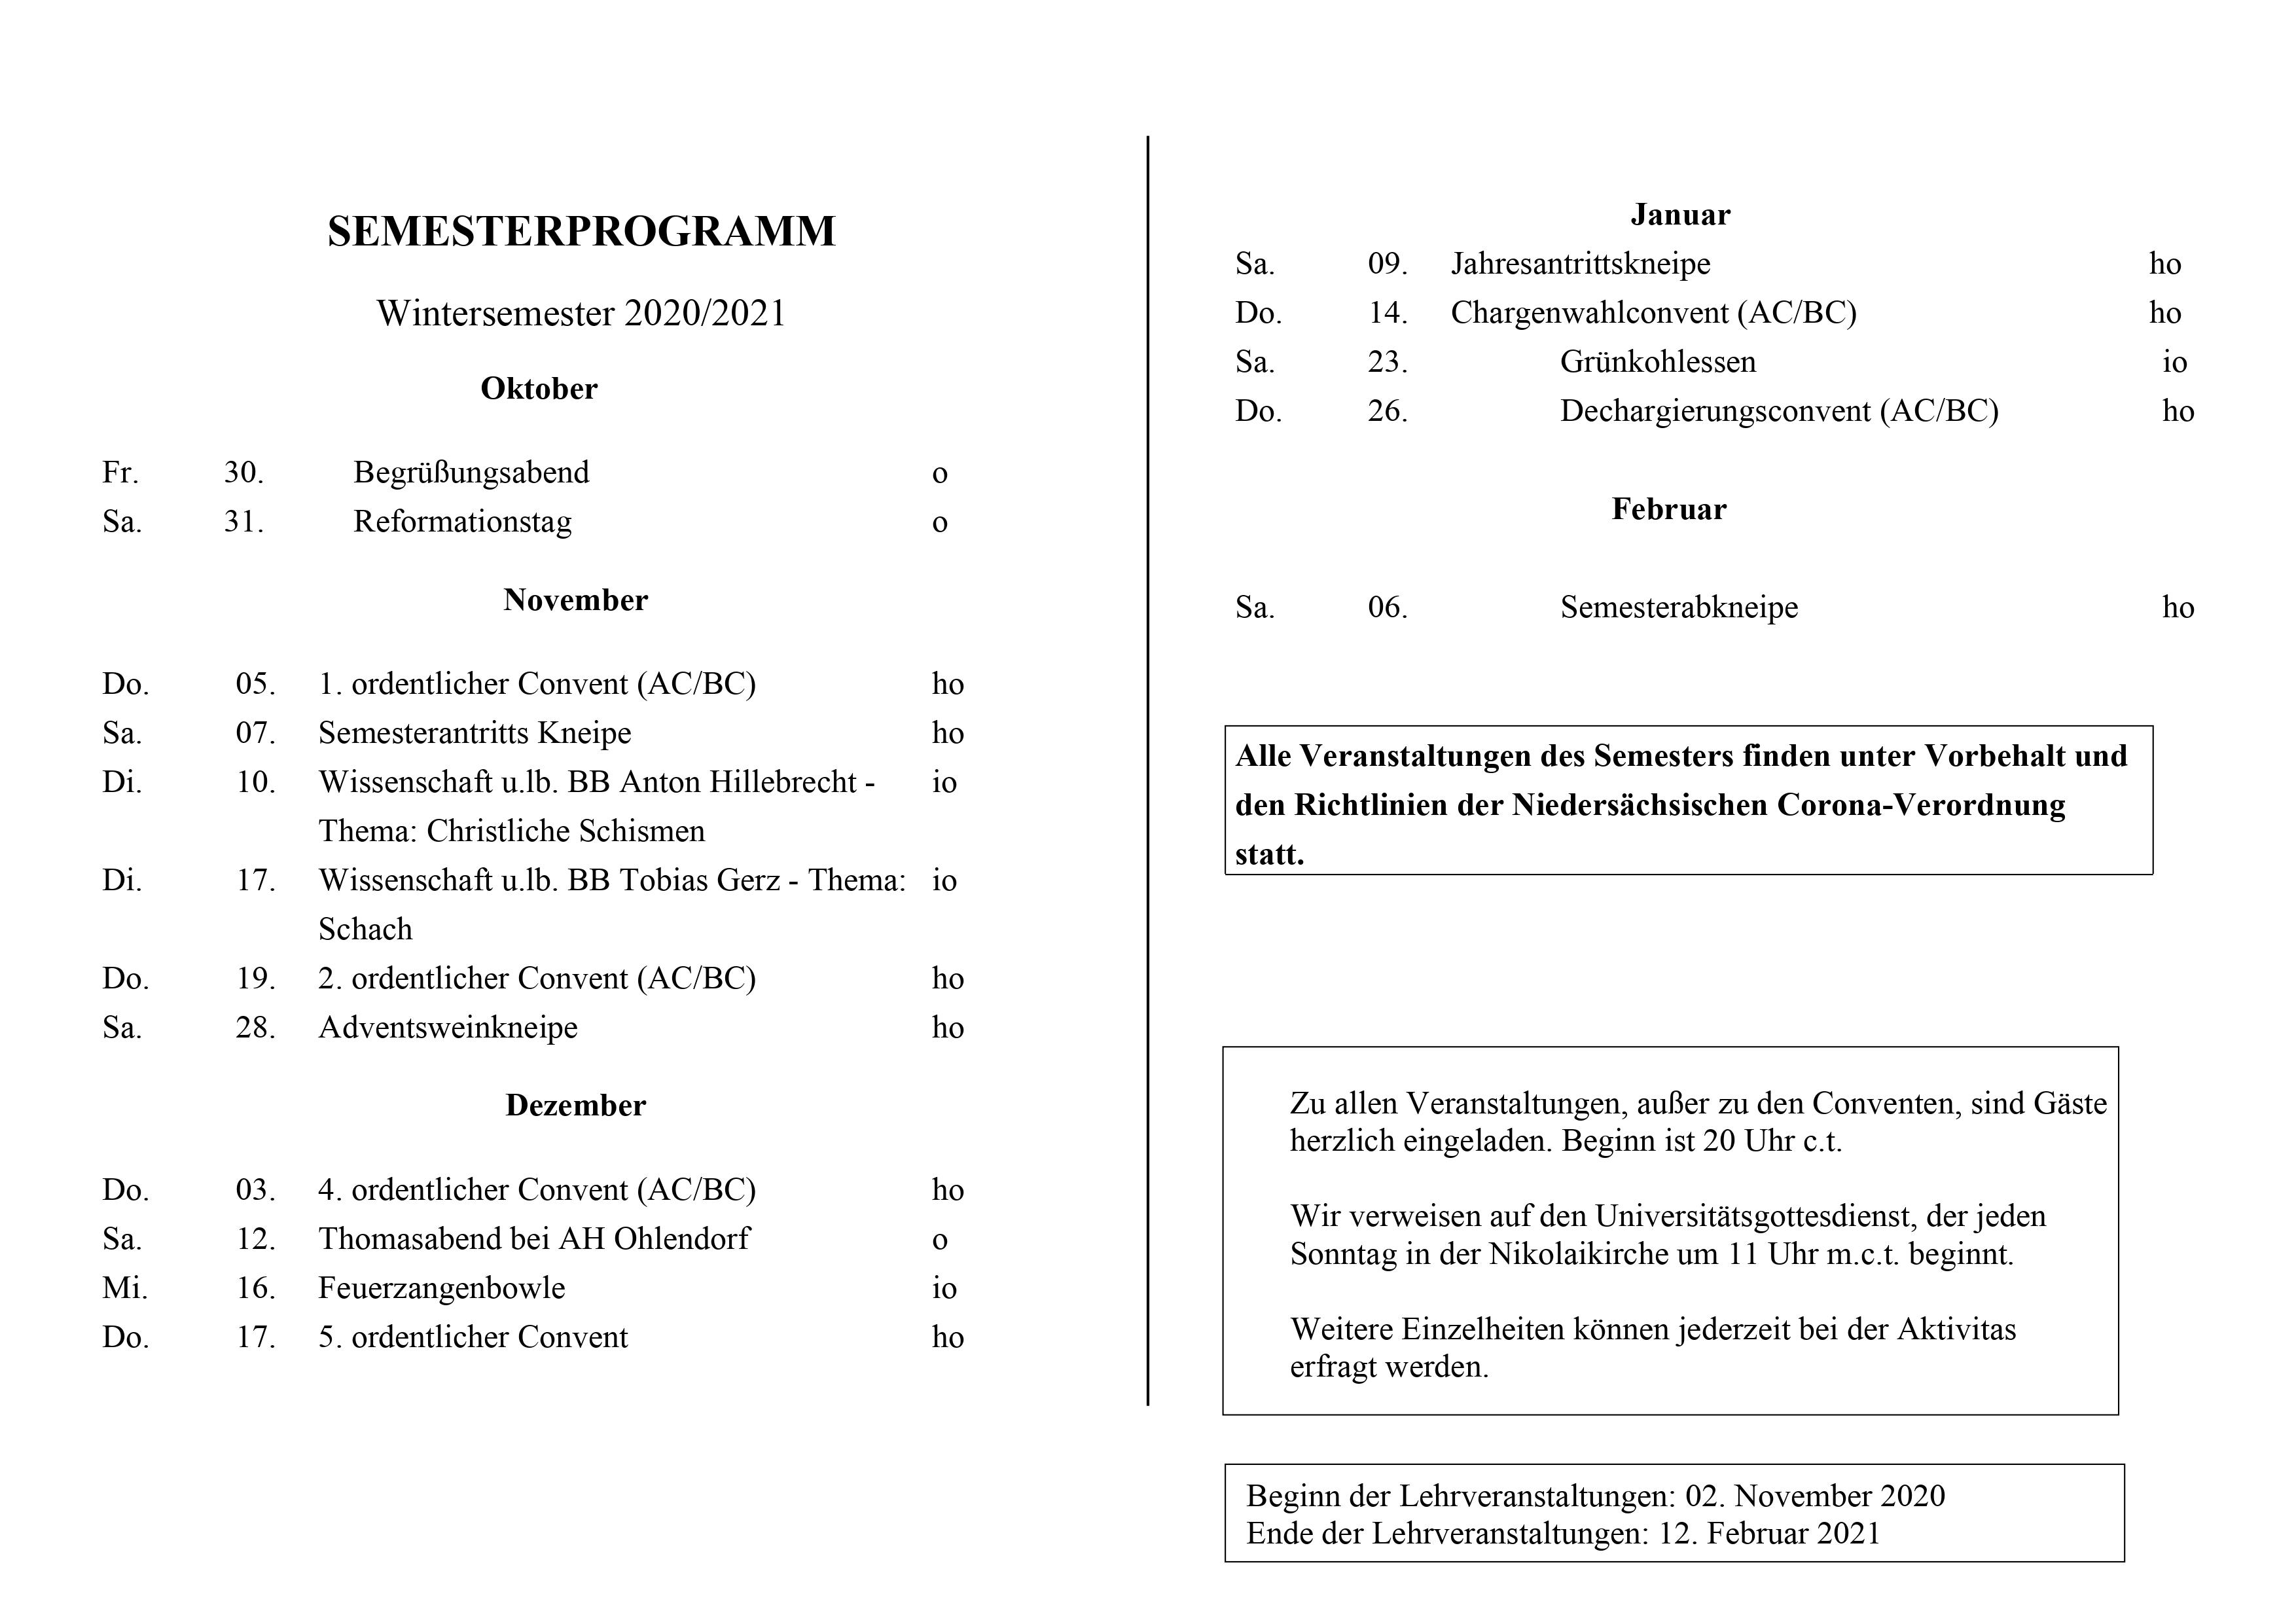 SEMESTERPROGRAMM
Wintersemester 2020/2021
Oktober
Fr. 30. Begrüßungsabend o
Sa. 31. Reformationstag o
November
Do. 05. 1. ordentlicher Convent (AC/BC) ho
Sa. 07. Semesterantritts Kneipe ho
Di. 10. Wissenschaft u.lb. BB Anton Hillebrecht - io
Thema: Christliche Schismen
Di. 17. Wissenschaft u.lb. BB Tobias Gerz - Thema: io
Schach
Do. 19. 2. ordentlicher Convent (AC/BC) ho
Sa. 28. Adventsweinkneipe ho
Dezember
Do. 03. 4. ordentlicher Convent (AC/BC) ho
Sa. 12. Thomasabend bei AH Ohlendorf o
Mi. 16. Feuerzangenbowle io
Do. 17. 5. ordentlicher Convent ho
Januar
Sa. 09. Jahresantrittskneipe ho
Do. 14. Chargenwahlconvent (AC/BC) ho
Sa. 23. Grünkohlessen io
Do. 26. Dechargierungsconvent (AC/BC) ho
Februar
Sa. 06. Semesterabkneipe ho
Alle Veranstaltungen des Semesters finden unter Vorbehalt und
den Richtlinien der Niedersächsischen Corona-Verordnung
statt.
Zu allen Veranstaltungen, außer zu den Conventen, sind Gäste
herzlich eingeladen. Beginn ist 20 Uhr c.t.
Wir verweisen auf den Universitätsgottesdienst, der jeden
Sonntag in der Nikolaikirche um 11 Uhr m.c.t. beginnt.
Weitere Einzelheiten können jederzeit bei der Aktivitas
erfragt werden.
Beginn der Lehrveranstaltungen: 02. November 2020
Ende der Lehrveranstaltungen: 12. Februar 2021